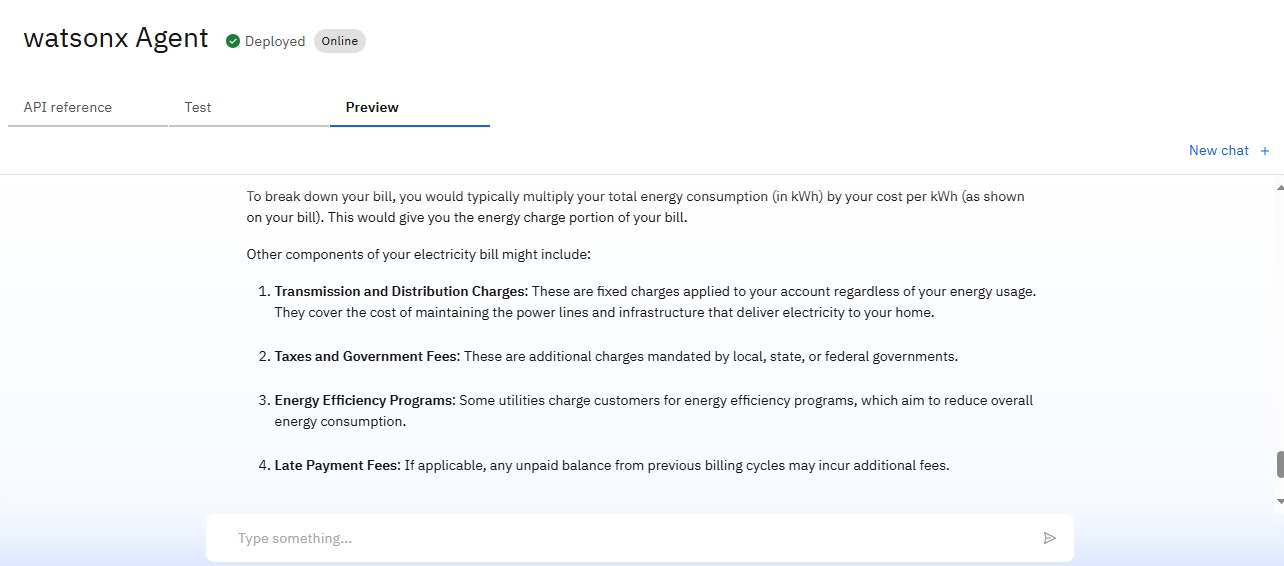 watsonx Agent
Deployed
Online
API reference
Test
Preview
New chat +
To break down your bill, you would typically multiply your total energy consumption (in kWh) by your cost per kWh (as shown
on your bill). This would give you the energy charge portion of your bill.
Other components of your electricity bill might include:
1. Transmission and Distribution Charges: These are fixed charges applied to your account regardless of your energy usage.
They cover the cost of maintaining the power lines and infrastructure that deliver electricity to your home.
2. Taxes and Government Fees: These are additional charges mandated by local, state, or federal governments.
3. Energy Efficiency Programs: Some utilities charge customers for energy efficiency programs, which aim to reduce overall
energy consumption.
4. Late Payment Fees: If applicable, any unpaid balance from previous billing cycles may incur additional fees.
Type something...